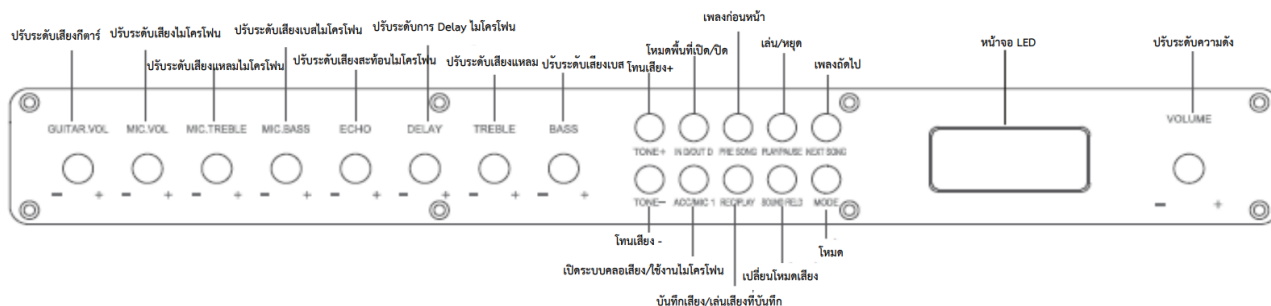 เพลงก่อนหน้า
ปรับระดับเสียงกีตาร์ ปรับระดับเสียงไมโครโฟน ปรับระดับเสียงเบสไมโครโฟน ปรับระดับการ Delay ไมโครโฟน
โหมดพื้นที่เปิด/ปิด เล่น/หยุด หน้าจอ LED ปรับระดับความดัง
ปรับระดับเสียงแหลมไมโครโฟน ปรับระดับเสียงสะท้อนไมโครโฟน ปรับระดับเสียงแหลม ปรับระดับเสียงเบส โทนเสียง+ เพลงถัดไป
GUITAR.VOL MIC.VOL MIC.TREBLE MIC.BASS ECHO DELAY TREBLE BASS VOLUME
TONE+ IN D/OUT D PRE SONG PLAY/PAUSE NEXT SONG
- + - + - + - + - + - + - + - + - +
TONE- ACC/MIC 1 REC/PLAY SOUND FIELD MODE
โทนเสียง - โหมด
เปิดระบบคลอเสียง/ใช้งานไมโครโฟน เปลี่ยนโหมดเสียง
บันทึกเสียง/เล่นเสียงที่บันทึก